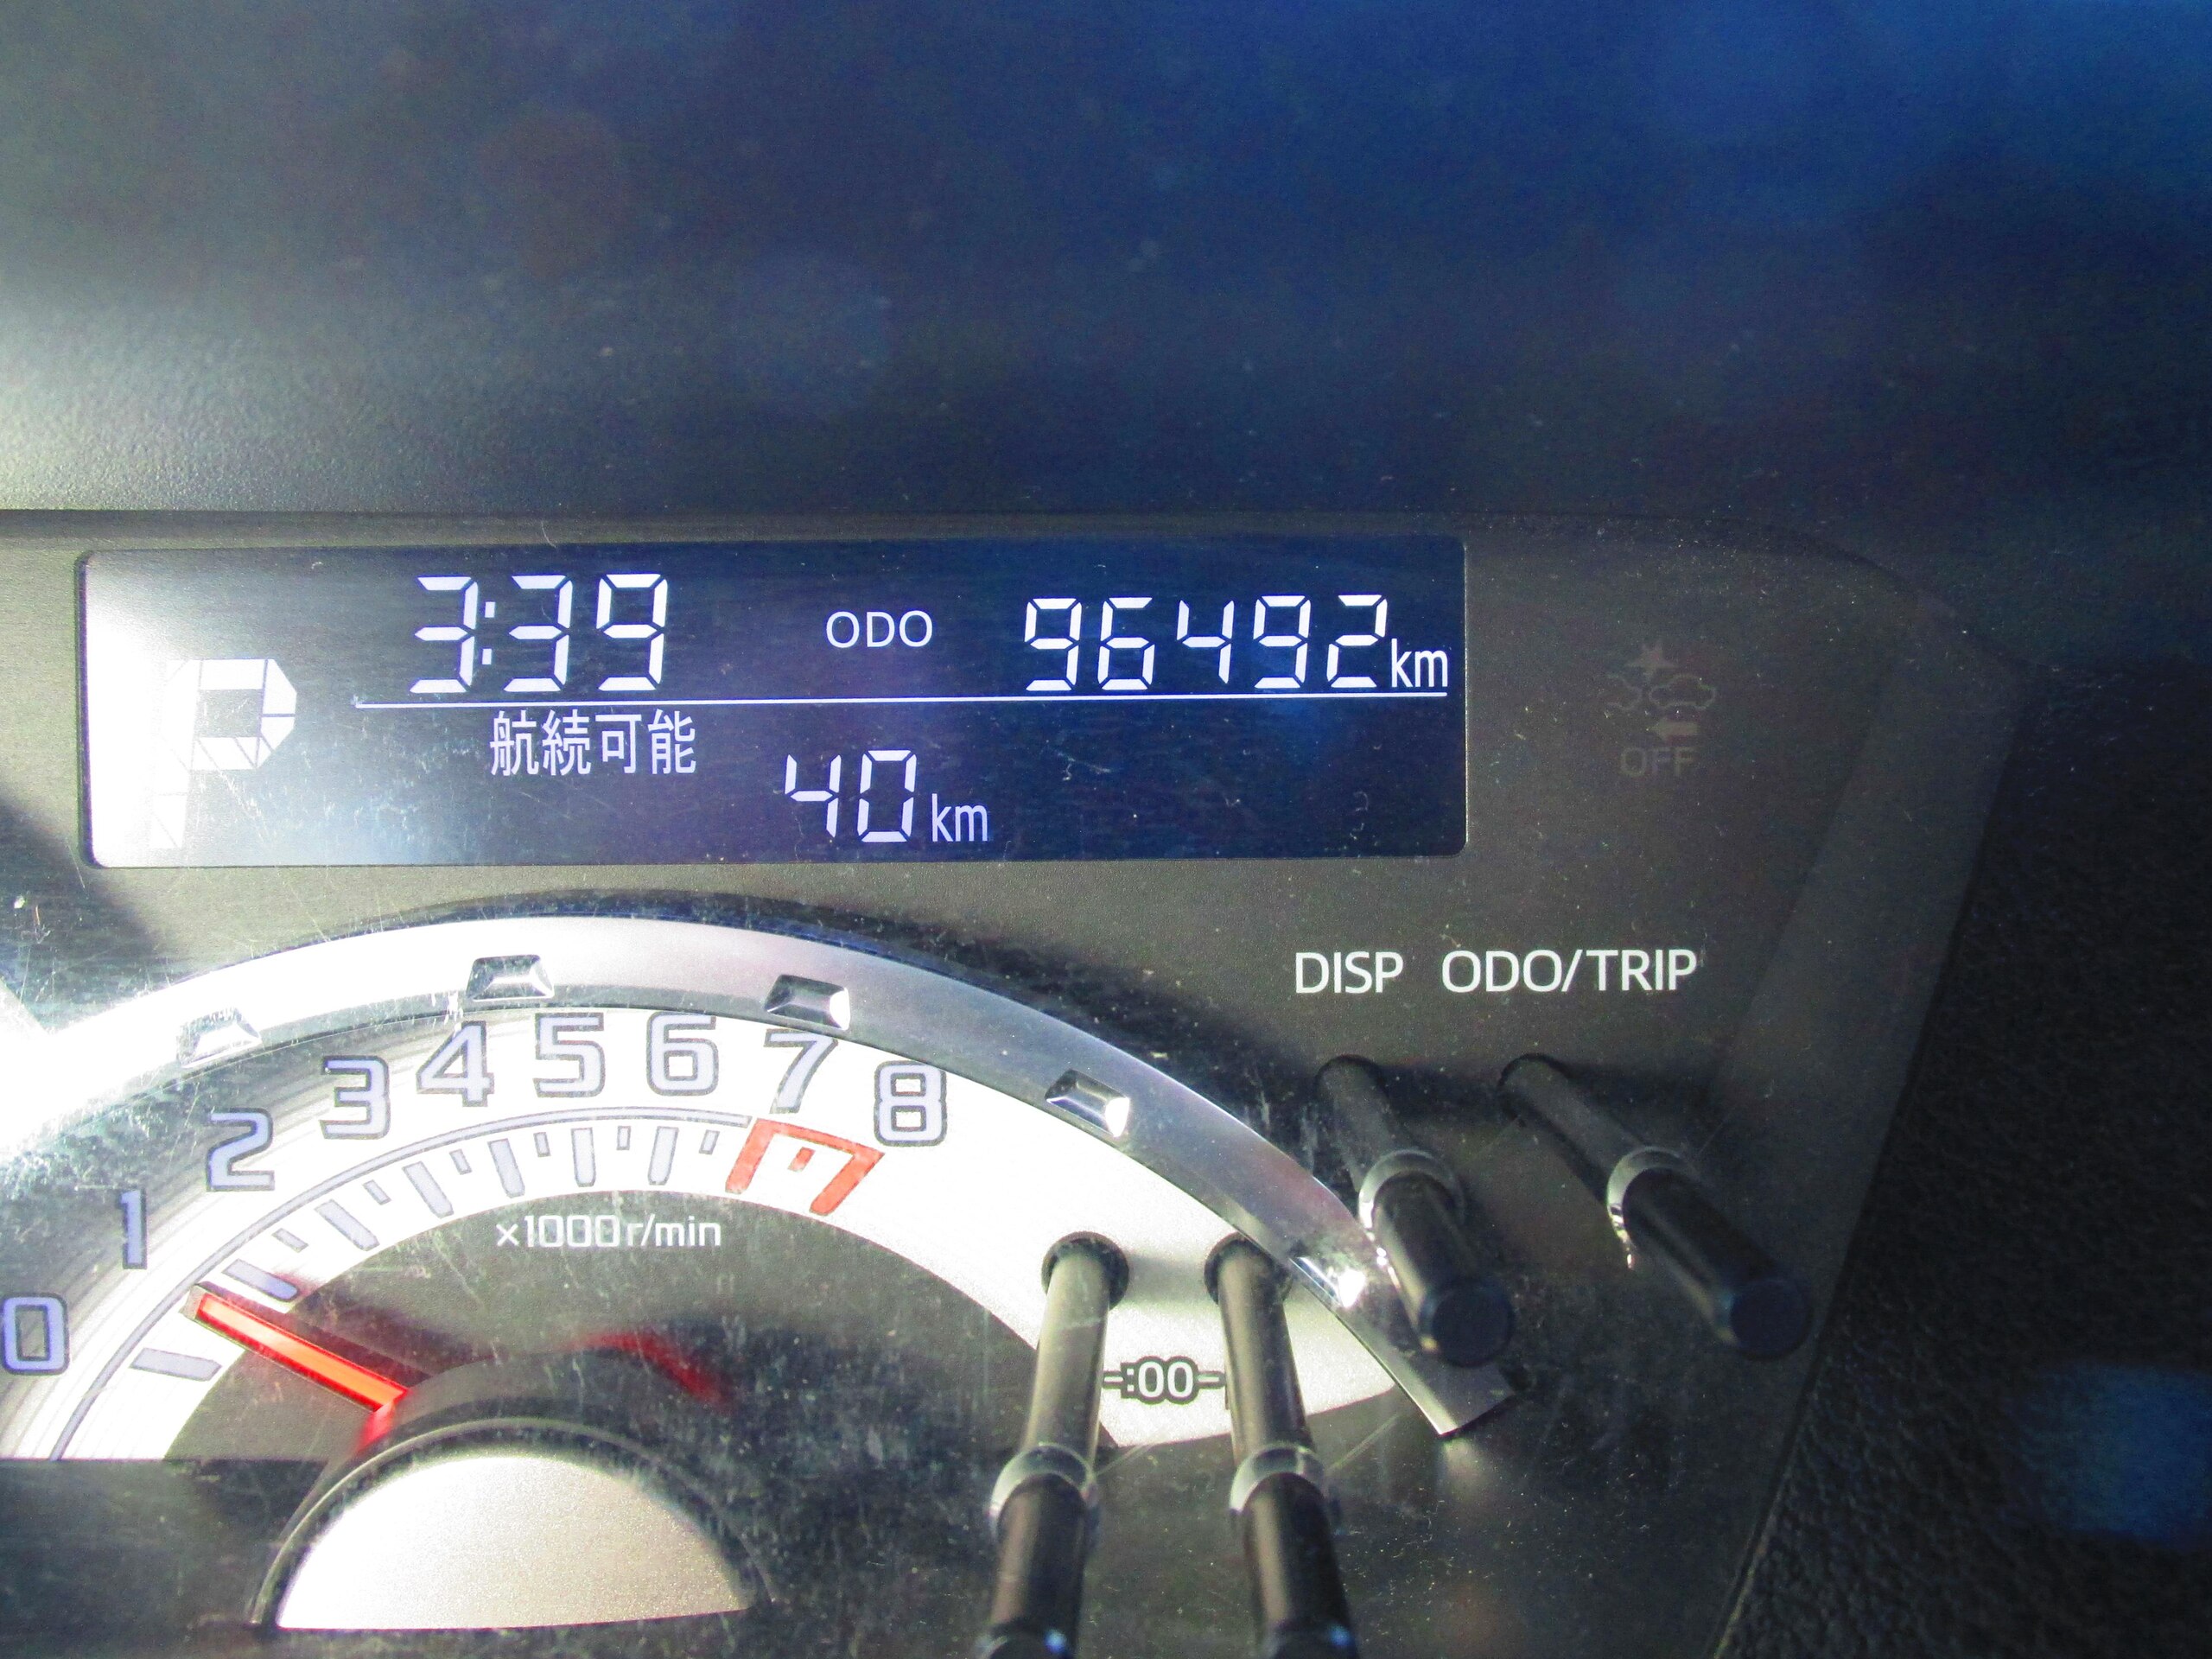 3:39 ODO 96492km
P
航続可能
40km
DISP ODO/TRIP
OFF
0 1 2 3 4 5 6 7 8
x1000r/min
:00